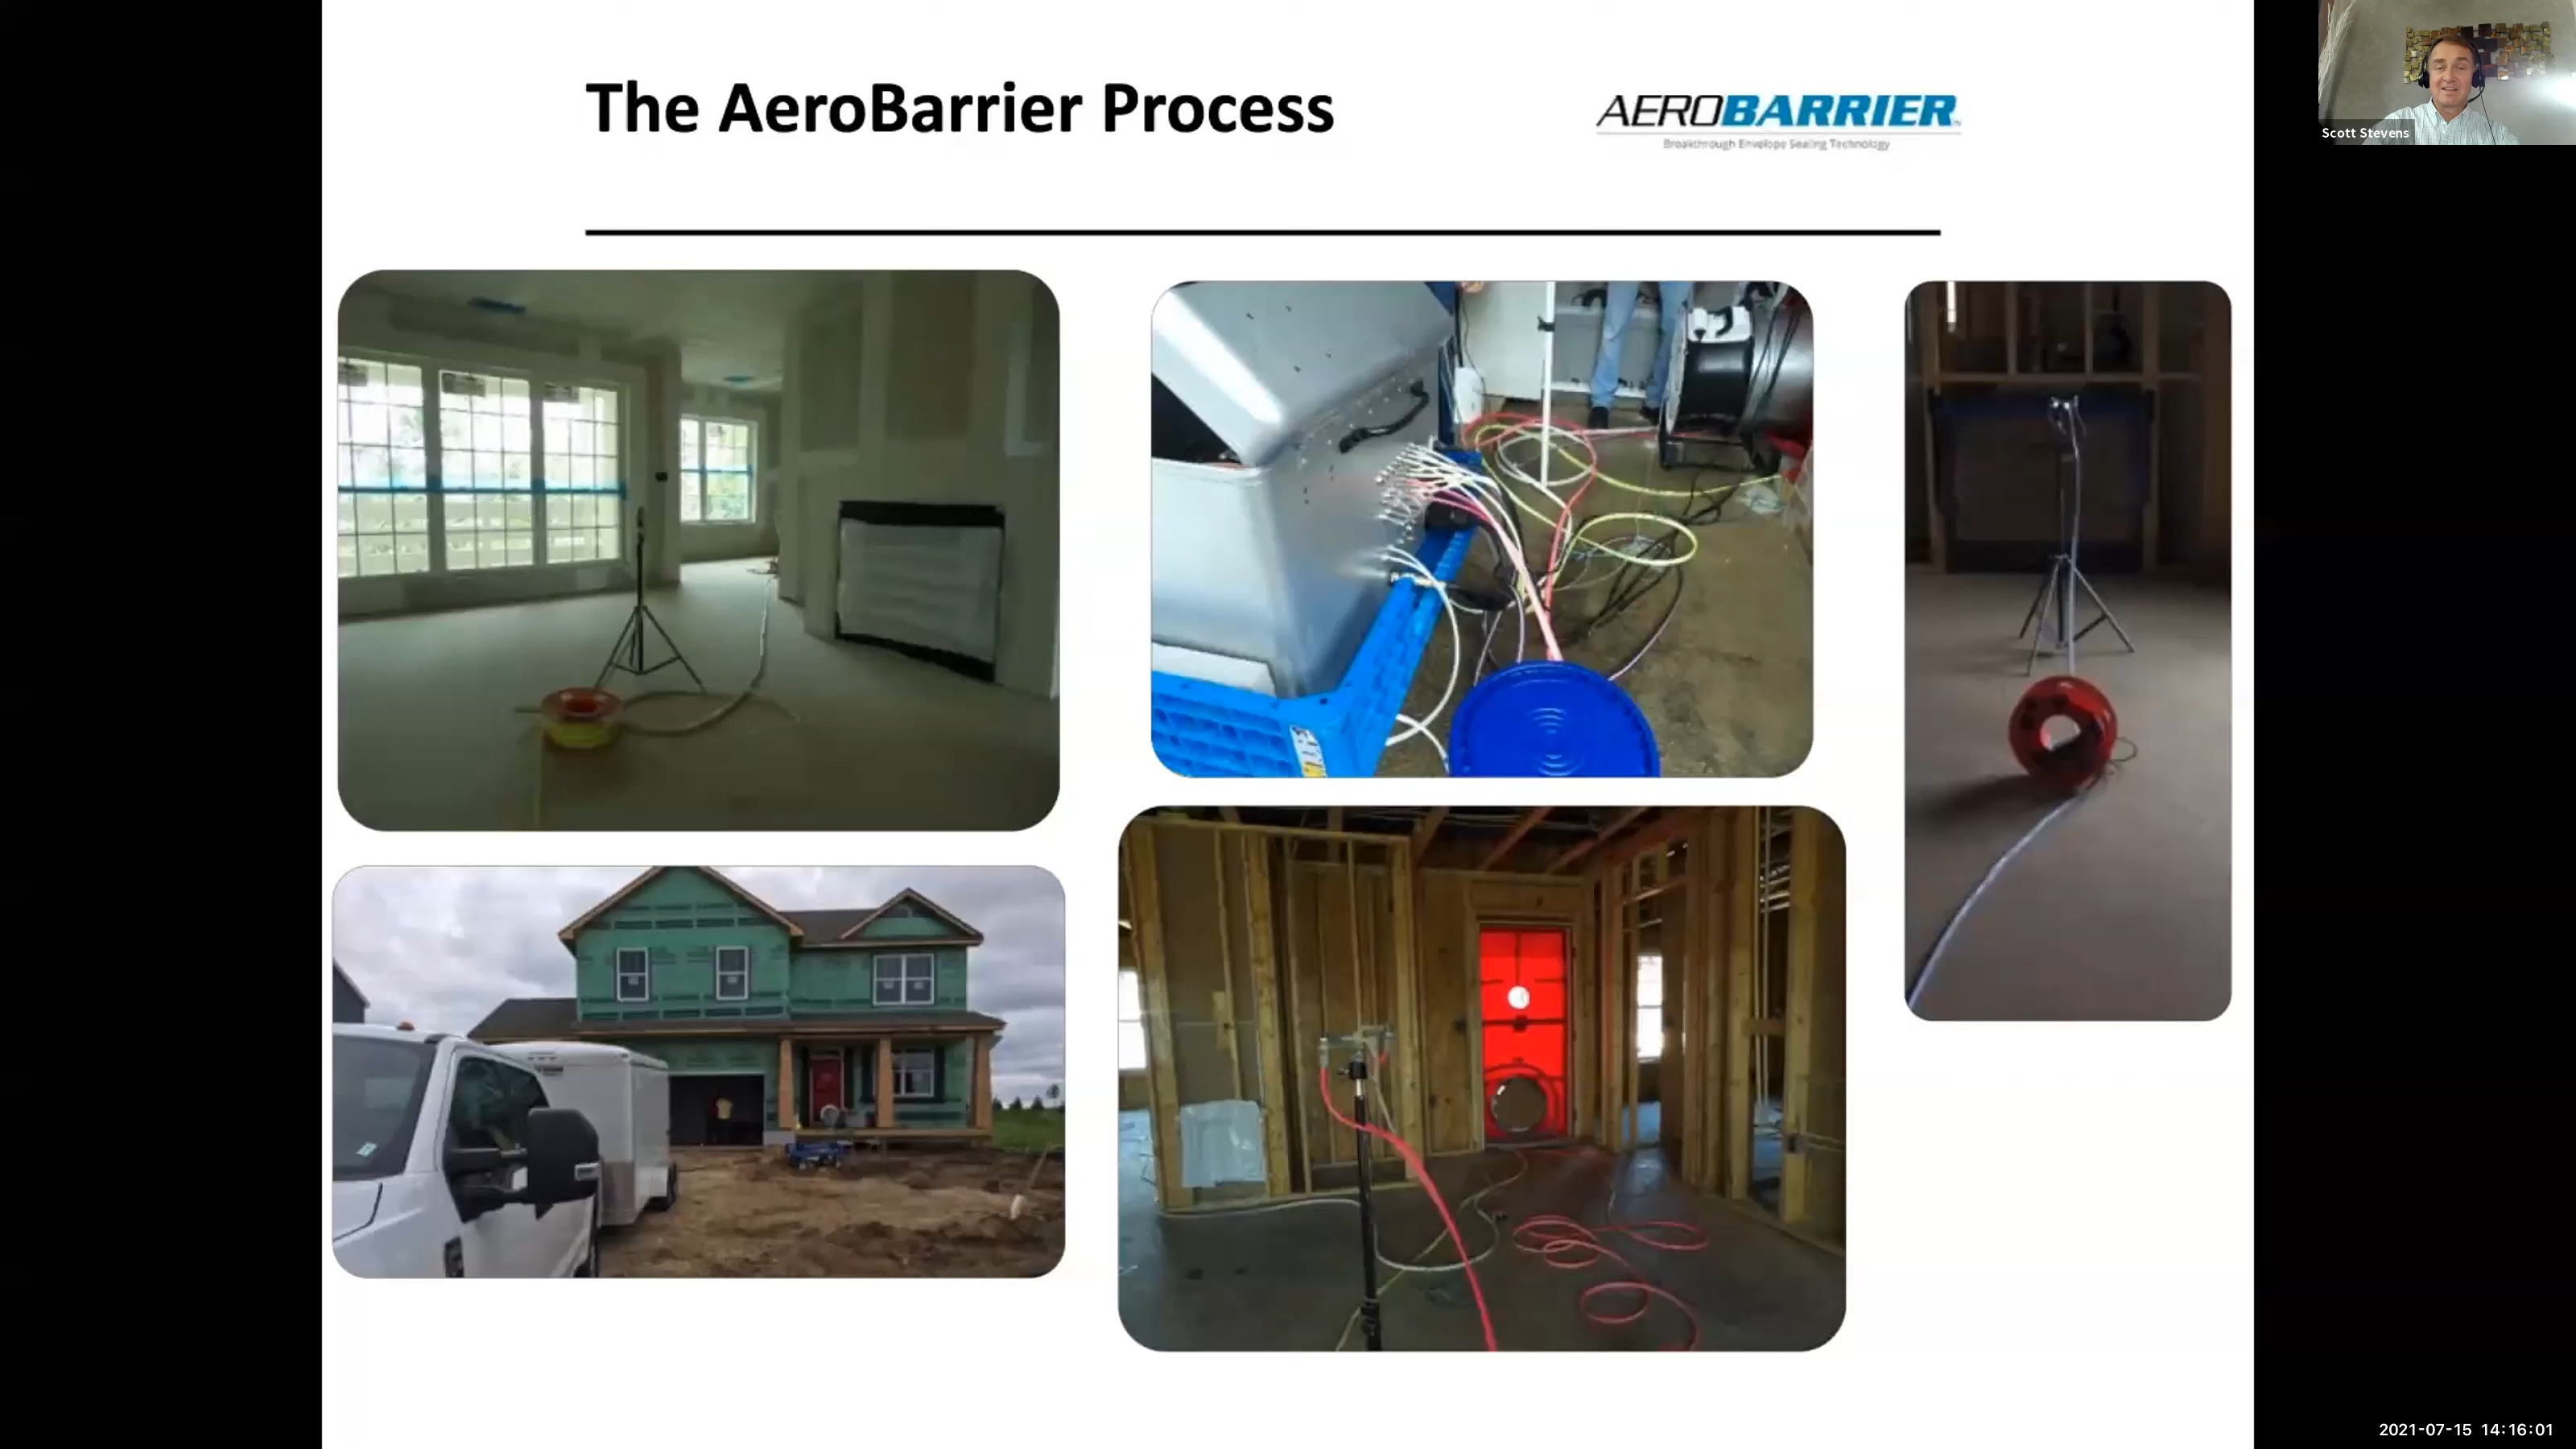 The AeroBarrier Process
AEROBARRIER
Breakthrough Envelope Sealing Technology
Scott Stevens
2021-07-15 14:16:01